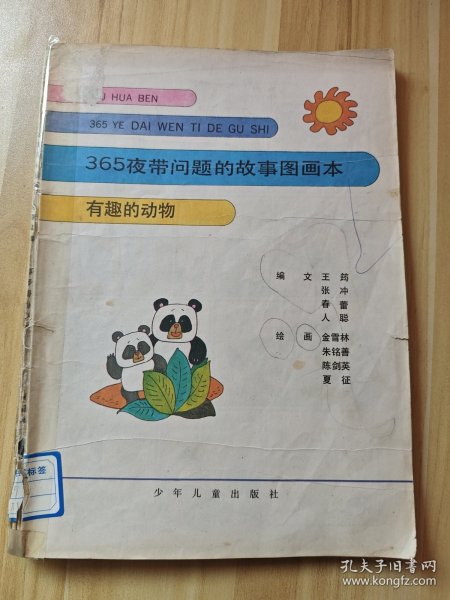 HUA BEN
365 YE DAI WEN TI DE GU SHI
365夜带问题的故事图画本
有趣的动物
编 文 王 筠
张 冲
春 蕾
人 聪
绘 画 金雪林
朱铭善
陈剑英
夏 征
标签
少年儿童出版社
孔夫子旧书网
www.kongfz.com